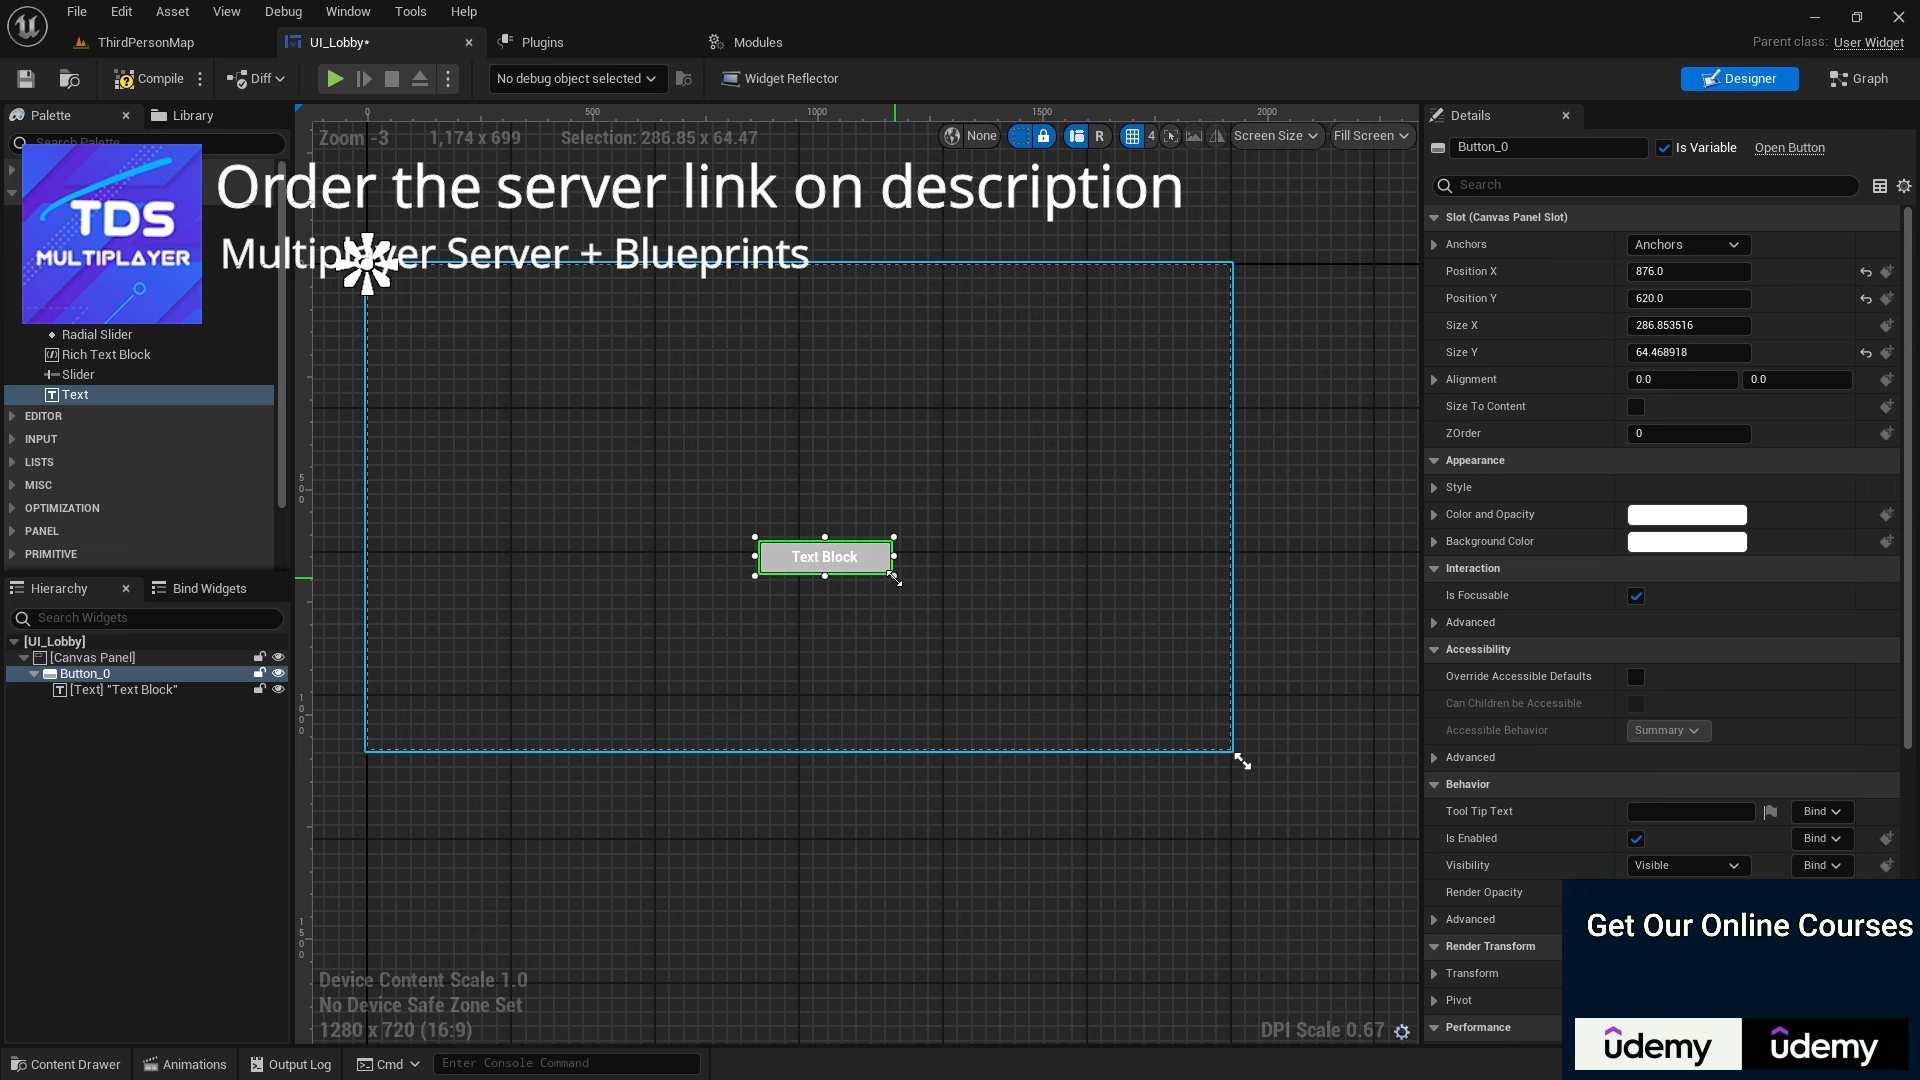 File Edit Asset View Debug Window Tools Help
ThirdPersonMap UI_Lobby* Plugins Modules
Parent class: User Widget
Compile Diff No debug object selected Widget Reflector Designer Graph
Palette Library
Search Palette
0 500 1000 1500 2000
Zoom -3 1,174 x 699 Selection: 286.85 x 64.47
None R 4 Screen Size Fill Screen
Order the server link on description
Multiplayer Server + Blueprints
TDS
MULTIPLAYER
Radial Slider
Rich Text Block
Slider
Text
EDITOR
INPUT
LISTS
MISC
OPTIMIZATION
PANEL
PRIMITIVE
Hierarchy Bind Widgets
Search Widgets
[UI_Lobby]
[Canvas Panel]
Button_0
[Text] "Text Block"
500
1000
1500
Text Block
Device Content Scale 1.0
No Device Safe Zone Set
1280 x 720 (16:9)
DPI Scale 0.67
Details
Button_0 Is Variable Open Button
Search
Slot (Canvas Panel Slot)
Anchors Anchors
Position X 876.0
Position Y 620.0
Size X 286.853516
Size Y 64.468918
Alignment 0.0 0.0
Size To Content
ZOrder 0
Appearance
Style
Color and Opacity
Background Color
Interaction
Is Focusable
Advanced
Accessibility
Override Accessible Defaults
Can Children be Accessible
Accessible Behavior Summary
Advanced
Behavior
Tool Tip Text Bind
Is Enabled Bind
Visibility Visible Bind
Render Opacity
Advanced
Render Transform
Transform
Pivot
Performance
Get Our Online Courses
udemy udemy
Content Drawer Animations Output Log Cmd Enter Console Command